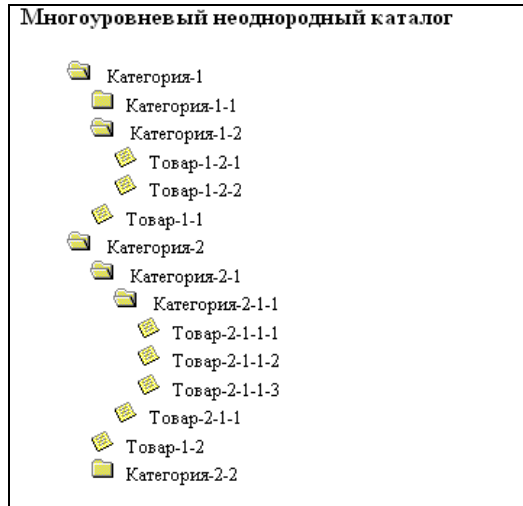 Многоуровневый неоднородный каталог
Категория-1
Категория-1-1
Категория-1-2
Товар-1-2-1
Товар-1-2-2
Товар-1-1
Категория-2
Категория-2-1
Категория-2-1-1
Товар-2-1-1-1
Товар-2-1-1-2
Товар-2-1-1-3
Товар-2-1-1
Товар-1-2
Категория-2-2